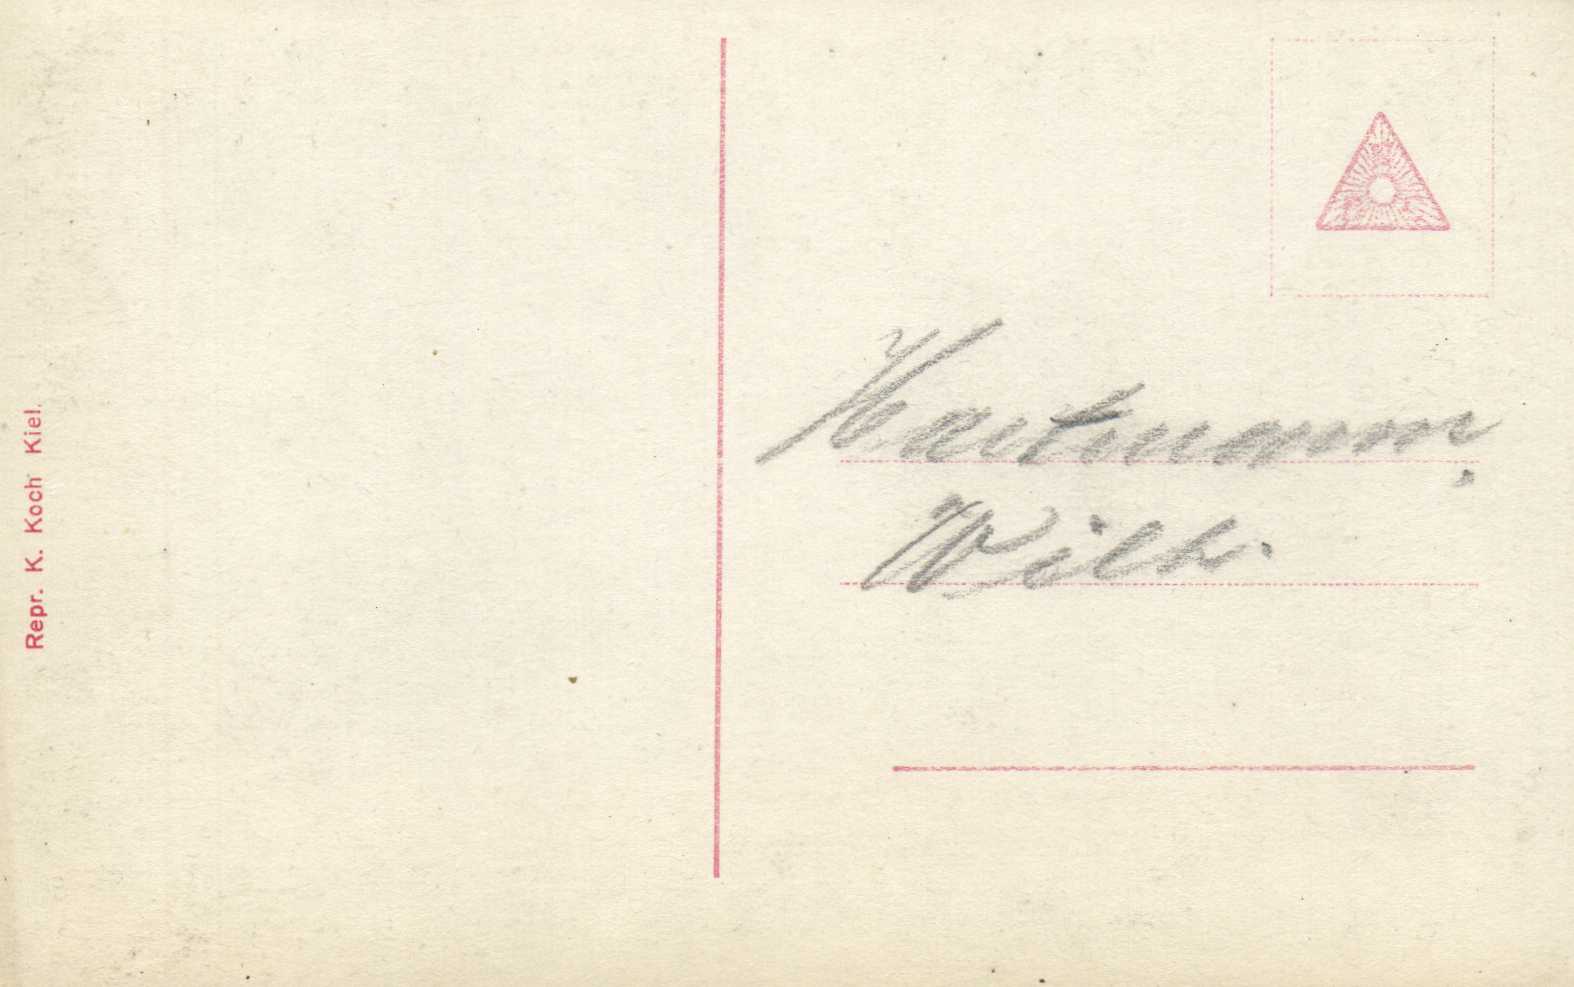 Repr. K. Koch Kiel.
Hartmann,
Wilh.